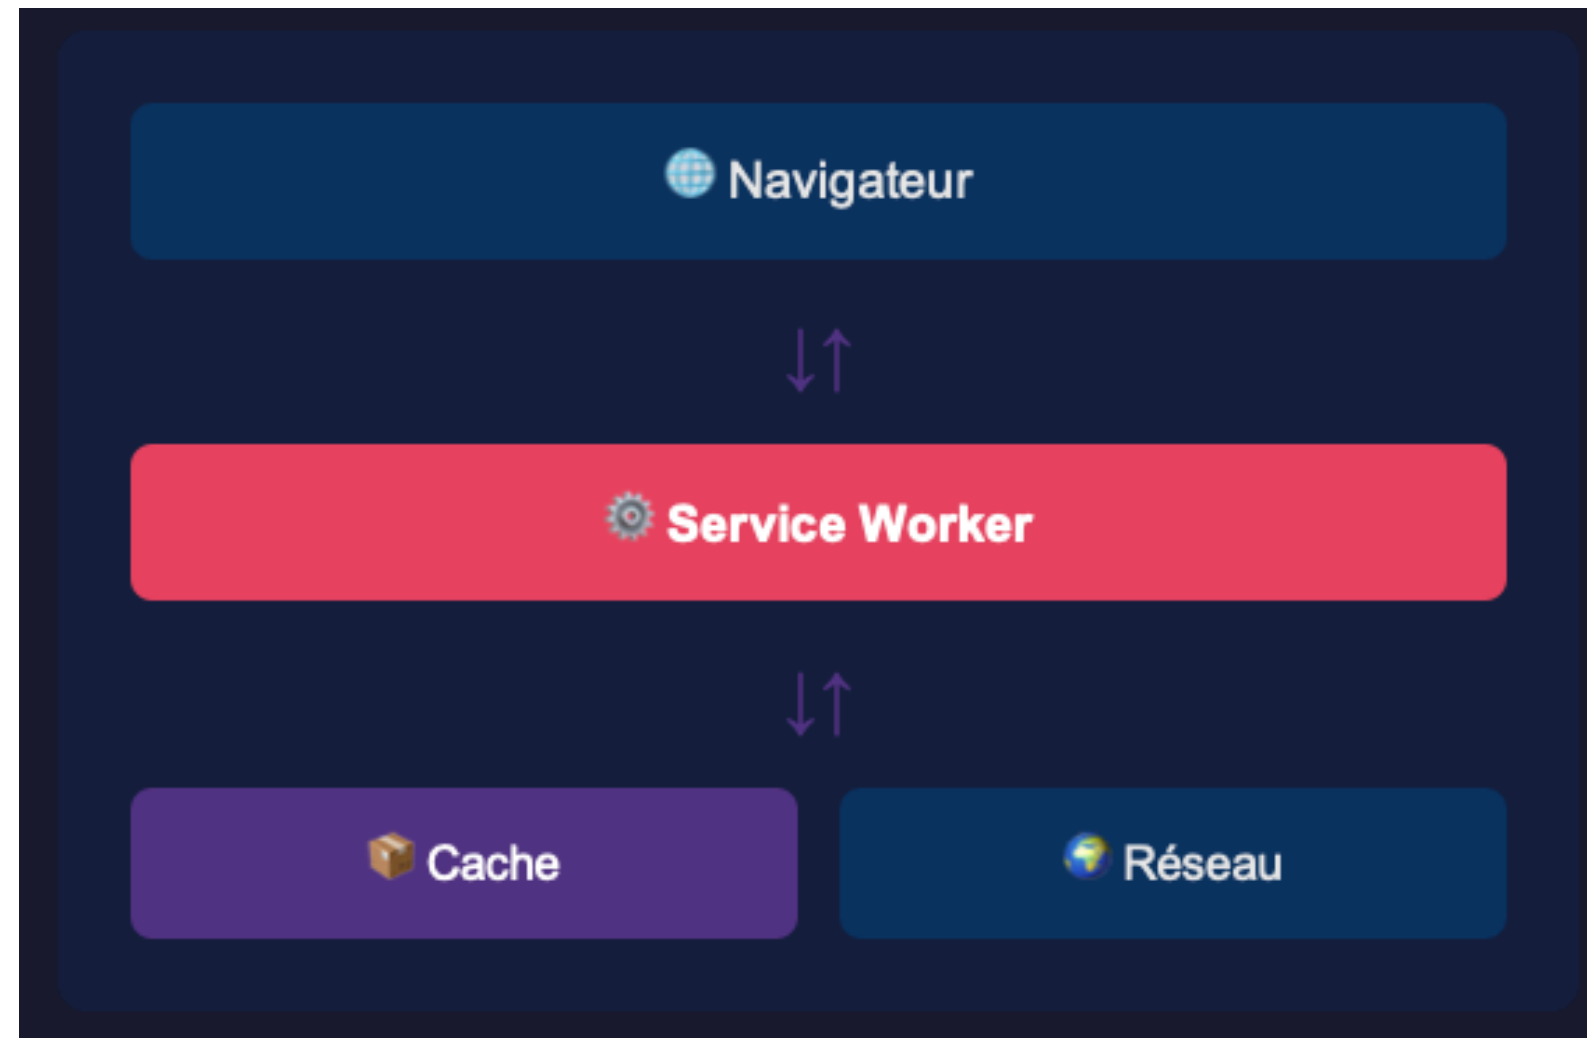 🌐 Navigateur
↓↑
⚙️ Service Worker
↓↑
📦 Cache
🌍 Réseau